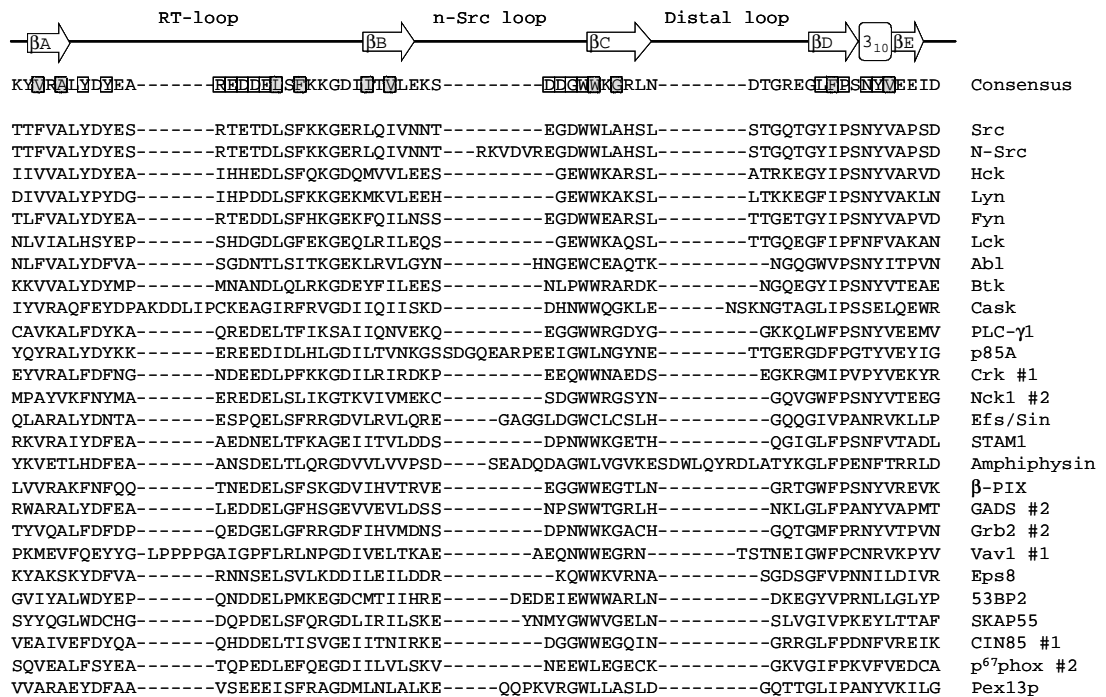 RT-loop n-Src loop Distal loop
βA βB βC βD 3₁₀ βE
KYVRALYDYEA-------REDDELSFKKGDIITVLEKS---------DDGWWKGRLN--------DTGREGLFPSNYVEEID Consensus
TTFVALYDYES-------RTETDLSFKKGERLQIVNNT---------EGDWWLAHSL--------STGQTGYIPSNYVAPSD Src
TTFVALYDYES-------RTETDLSFKKGERLQIVNNT---RKVDVREGDWWLAHSL--------STGQTGYIPSNYVAPSD N-Src
IIVVALYDYEA-------IHHEDLSFQKGDQMVVLEES----------GEWWKARSL--------ATRKEGYIPSNYVARVD Hck
DIVVALYPYDG-------IHPDDLSFKKGEKMKVLEEH----------GEWWKAKSL--------LTKKEGFIPSNYVAKLN Lyn
TLFVALYDYEA-------RTEDDLSFHKGEKFQILNSS---------EGDWWEARSL--------TTGETGYIPSNYVAPVD Fyn
NLVIALHSYEP-------SHDGDLGFEKGEQLRILEQS----------GEWWKAQSL--------TTGQEGFIPFNFVAKAN Lck
NLFVALYDFVA-------SGDNTLSITKGEKLRVLGYN--------HNGEWCEAQTK----------NGQGWVPSNYITPVN Abl
KKVVALYDYMP-------MNANDLQLRKGDEYFILEES---------NLPWWRARDK----------NGQEGYIPSNYVTEAE Btk
IYVRAQFEYDPAKDDLIPCKEAGIRFRVGDIIQIISKD---------DHNWWQGKLE------NSKNGTAGLIPSSELQEWR Cask
CAVKALFDYKA-------QREDELTFIKSAIIQNVEKQ---------EGGWWRGDYG---------GKKQLWFPSNYVEEMV PLC-γ1
YQYRALYDYKK-------EREEDIDLHLGDILTVNKGSSDGQEARPEEIGWLNGYNE--------TTGERGDFPGTYVEYIG p85A
EYVRALFDFNG-------NDEEDLPFKKGDILRIRDKP---------EEQWWNAEDS--------EGKRGMIPVPYVEKYR Crk #1
MPAYVKFNYMA-------EREDELSLIKGTKVIVMEKC---------SDGWWRGSYN---------GQVGWFPSNYVTEEG Nck1 #2
QLARALYDNTA-------ESPQELSFRRGDVLRVLQRE-----GAGGLDGWCLCSLH---------GQQGIVPANRVKLLP Efs/Sin
RKVRAIYDFEA-------AEDNELTFKAGEIITVLDDS---------DPNWWKGETH---------QGIGLFPSNFVTADL STAM1
YKVETLHDFEA-------ANSDELTLQRGDVVLVVPSD----SEADQDAGWLVGVKESDWLQYRDLATYKGLFPENFTRRLD Amphiphysin
LVVRAKFNFQQ-------TNEDELSFSKGDVIHVTRVE---------EGGWWEGTLN---------GRTGWFPSNYVREVK β-PIX
RWARALYDFEA-------LEDDELGFHSGEVVEVLDSS---------NPSWWTGRLH---------NKLGLFPANYVAPMT GADS #2
TYVQALFDFDP-------QEDGELGFRRGDFIHVMDNS---------DPNWWKGACH---------GQTGMFPRNYVTPVN Grb2 #2
PKMEVFQEYYG-LPPPPGAIGPFLRLNPGDIVELTKAE--------AEQNWWEGRN--------TSTNEIGWFPCNRVKPYV Vav1 #1
KYAKSKYDFVA-------RNNSELSVLKDDILEILDDR----------KQWWKVRNA---------SGDSGFVPNNILDIVR Eps8
GVIYALWDYEP-------QNDDELPMKEGDCMTIIHRE------DEDEIEWWWARLN---------DKEGYVPRNLLGLYP 53BP2
SYYQGLWDCHG-------DQPDELSFQRGDLIRILSKE-------YNMYGWWVGELN---------SLVGIVPKEYLTTAF SKAP55
VEAIVEFDYQA-------QHDDELTISVGEIITNIRKE---------DGGWWEGQIN---------GRRGLFPDNFVREIK CIN85 #1
SQVEALFSYEA-------TQPEDLEFQEGDIILVLSKV---------NEEWLEGECK---------GKVGIFPKVFVEDCA p⁶⁷phox #2
VVARAEYDFAA-------VSEEEISFRAGDMLNLALKE-----QQPKVRGWLLASLD---------GQTTGLIPANYVKILG Pex13p